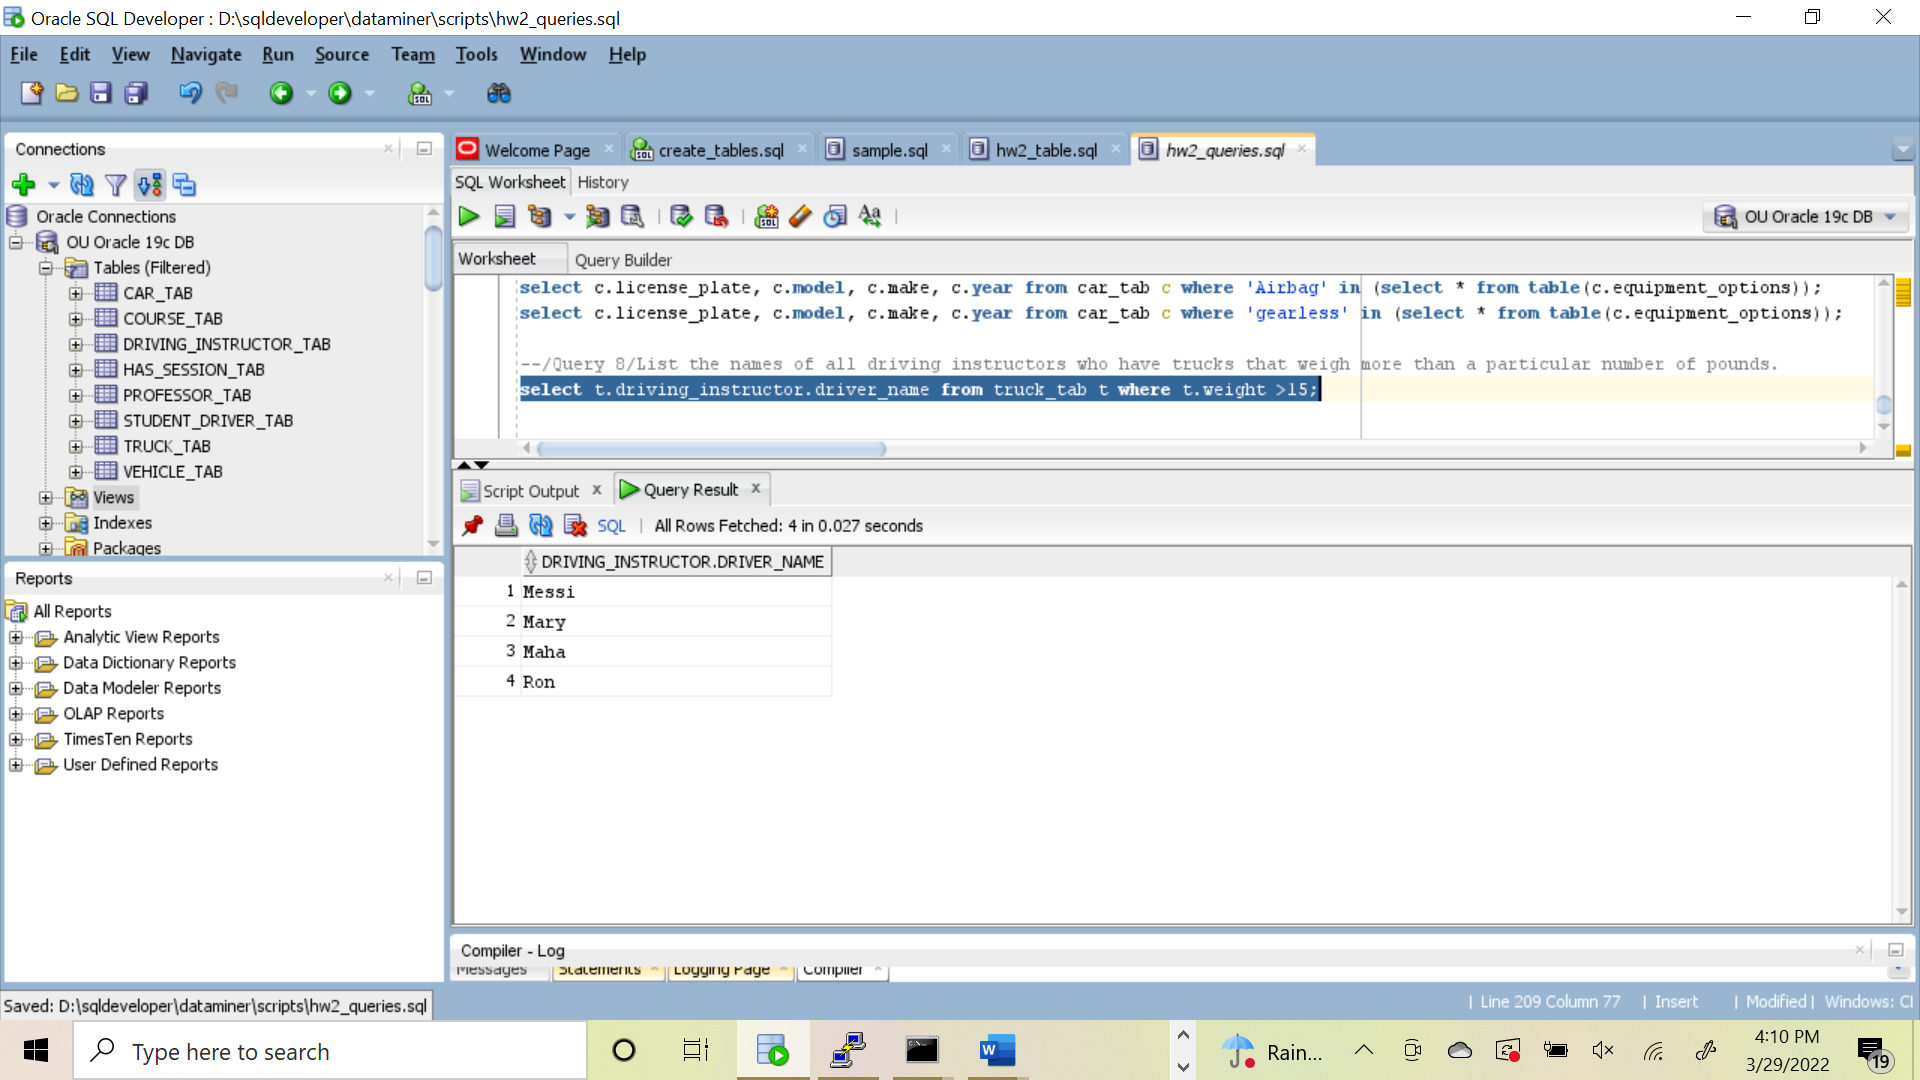 Oracle SQL Developer : D:\sqldeveloper\dataminer\scripts\hw2_queries.sql
File Edit View Navigate Run Source Team Tools Window Help
Connections
Oracle Connections
OU Oracle 19c DB
Tables (Filtered)
CAR_TAB
COURSE_TAB
DRIVING_INSTRUCTOR_TAB
HAS_SESSION_TAB
PROFESSOR_TAB
STUDENT_DRIVER_TAB
TRUCK_TAB
VEHICLE_TAB
Views
Indexes
Packages
Reports
All Reports
Analytic View Reports
Data Dictionary Reports
Data Modeler Reports
OLAP Reports
TimesTen Reports
User Defined Reports
Welcome Page create_tables.sql sample.sql hw2_table.sql hw2_queries.sql
SQL Worksheet History
OU Oracle 19c DB
Worksheet Query Builder
select c.license_plate, c.model, c.make, c.year from car_tab c where 'Airbag' in (select * from table(c.equipment_options));
select c.license_plate, c.model, c.make, c.year from car_tab c where 'gearless' in (select * from table(c.equipment_options));
--/Query 8/List the names of all driving instructors who have trucks that weigh more than a particular number of pounds.
select t.driving_instructor.driver_name from truck_tab t where t.weight >15;
Script Output x Query Result x
SQL | All Rows Fetched: 4 in 0.027 seconds
DRIVING_INSTRUCTOR.DRIVER_NAME
1 Messi
2 Mary
3 Maha
4 Ron
Compiler - Log
Messages Statements Logging Page Compiler
Saved: D:\sqldeveloper\dataminer\scripts\hw2_queries.sql
| Line 209 Column 77 | Insert | Modified | Windows: CI
Type here to search
Rain...
4:10 PM
3/29/2022
19